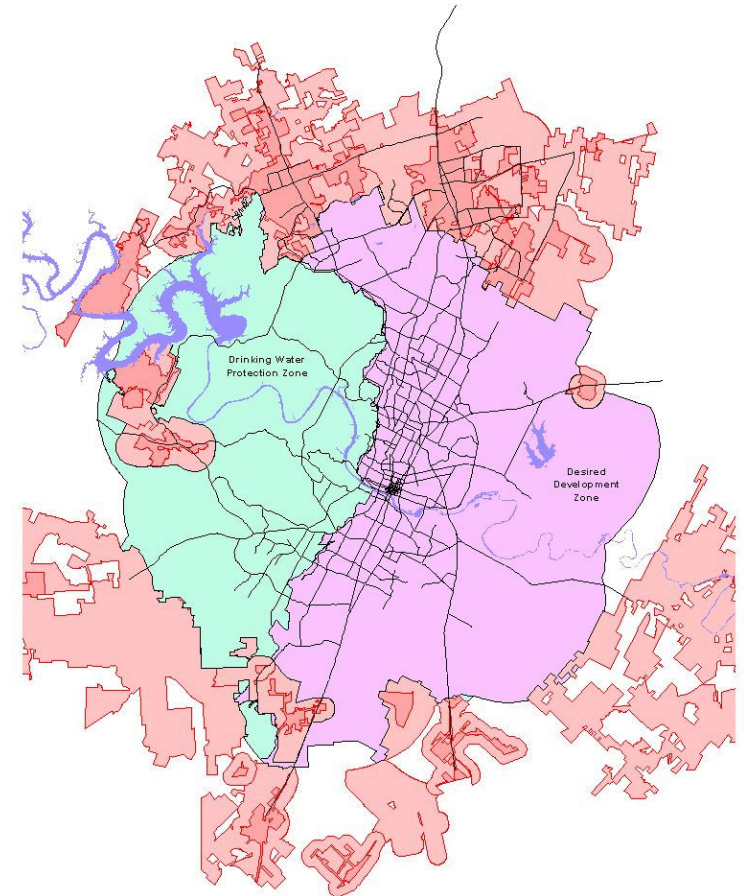 Drinking Water
Protection Zone
Desired
Development
Zone